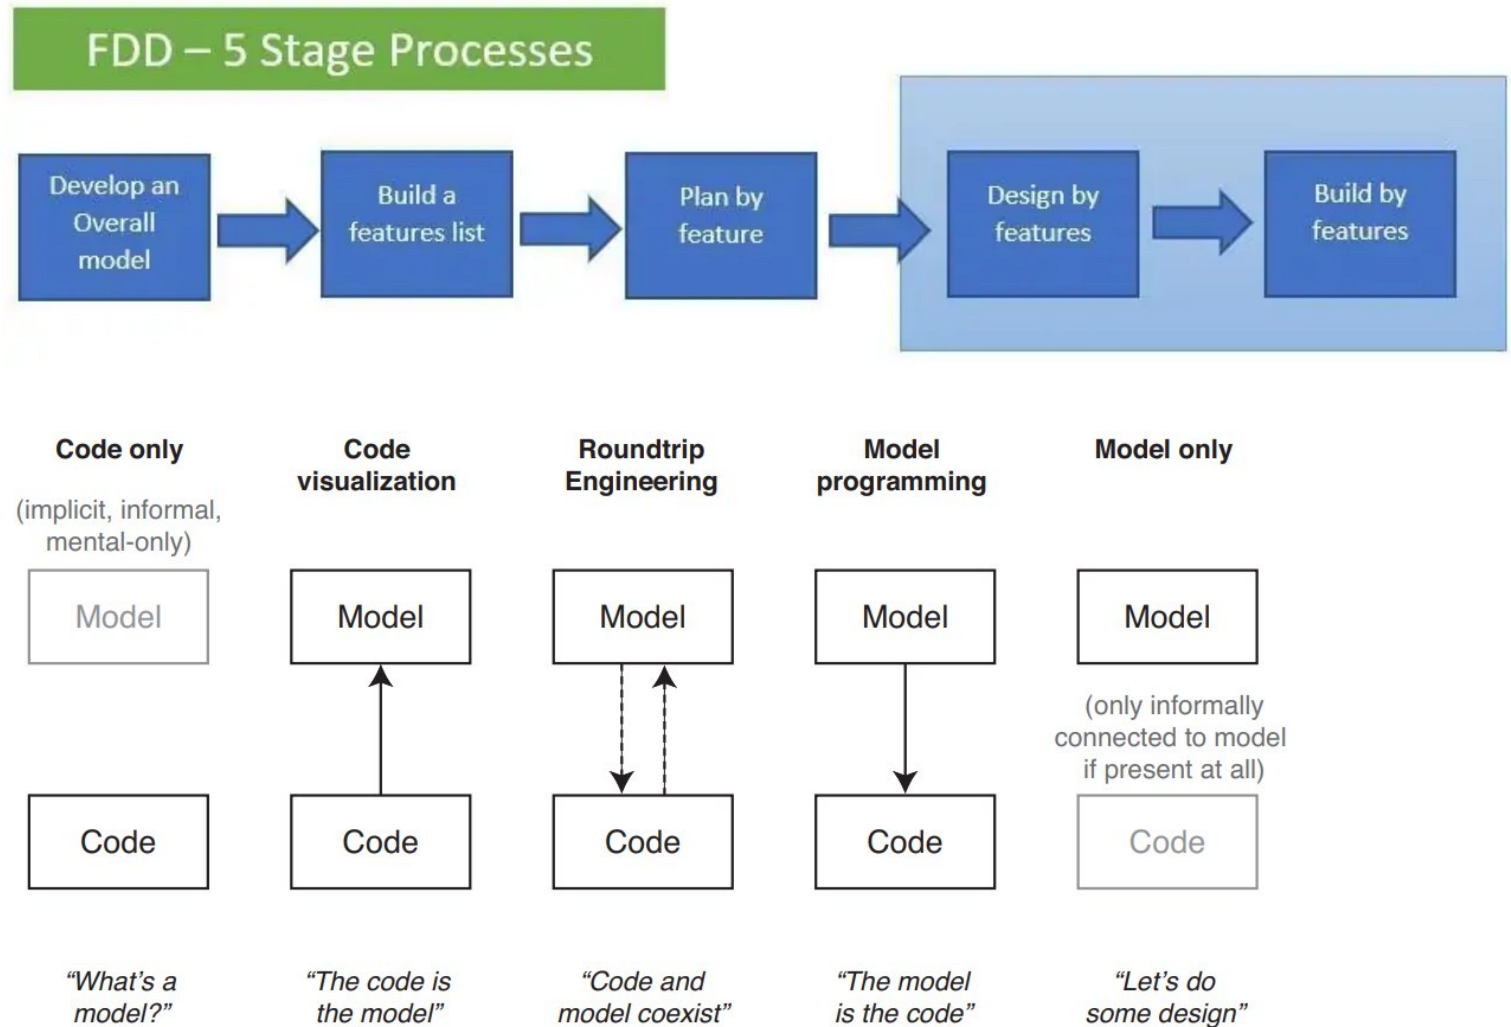 FDD – 5 Stage Processes
Develop an
Overall
model
Build a
features list
Plan by
feature
Design by
features
Build by
features
Code only
(implicit, informal,
mental-only)
Model
Code
“What’s a
model?”
Code
visualization
Model
Code
“The code is
the model”
Roundtrip
Engineering
Model
Code
“Code and
model coexist”
Model
programming
Model
Code
“The model
is the code”
Model only
Model
(only informally
connected to model
if present at all)
Code
“Let’s do
some design”